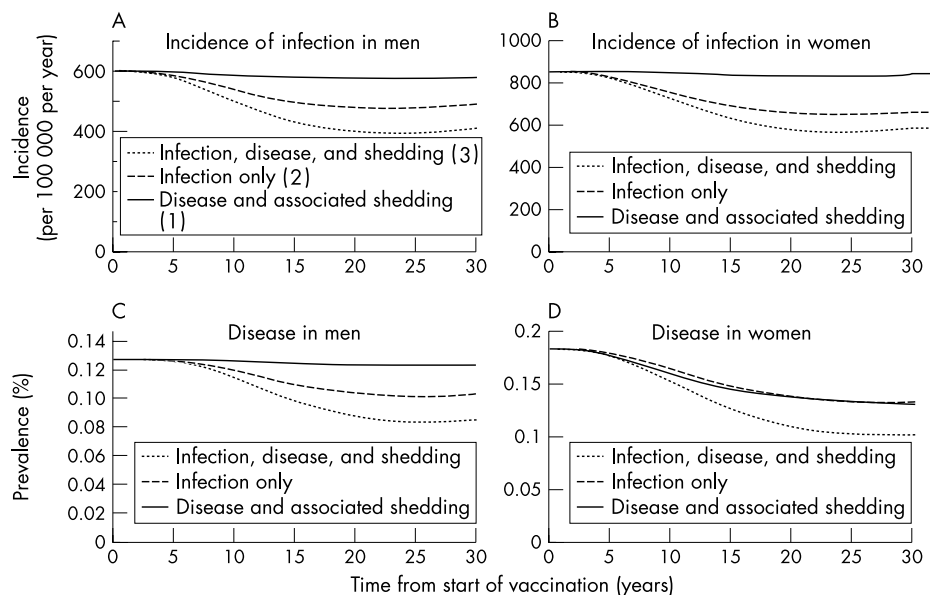 A
Incidence of infection in men
Incidence
(per 100 000 per year)
600
400
200
0
Infection, disease, and shedding (3)
Infection only (2)
Disease and associated shedding
(1)
0 5 10 15 20 25 30
B
Incidence of infection in women
1000
800
600
400
200
0
Infection, disease, and shedding
Infection only
Disease and associated shedding
0 5 10 15 20 25 30
C
Disease in men
Prevalence (%)
0.14
0.12
0.10
0.08
0.06
0.04
0.02
0
Infection, disease, and shedding
Infection only
Disease and associated shedding
0 5 10 15 20 25 30
D
Disease in women
0.2
0.15
0.1
0.05
0
Infection, disease, and shedding
Infection only
Disease and associated shedding
0 5 10 15 20 25 30
Time from start of vaccination (years)